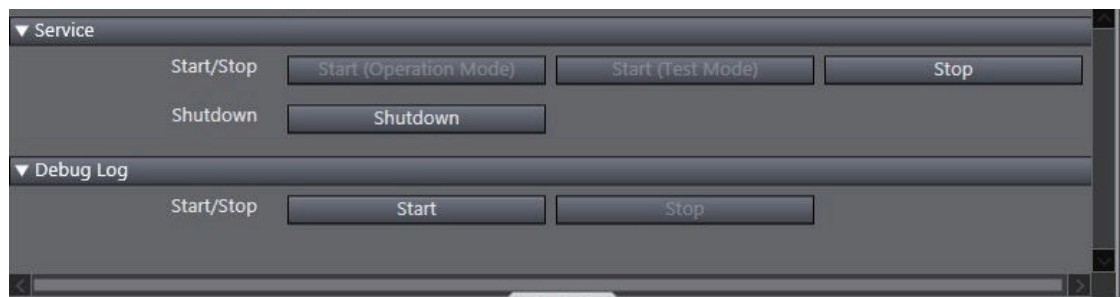 Service
Start/Stop Start (Operation Mode) Start (Test Mode) Stop
Shutdown Shutdown
Debug Log
Start/Stop Start Stop